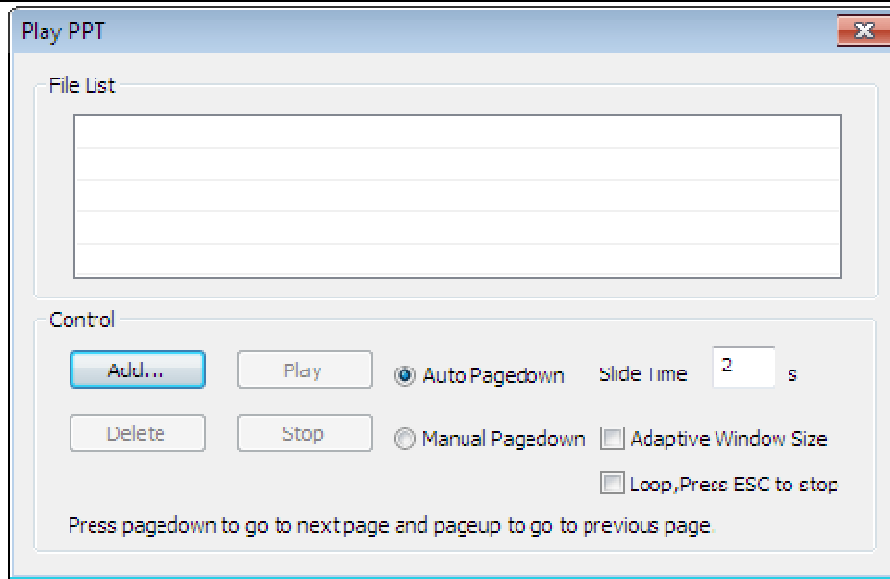 Play PPT
File List
Control
Add... Play Auto Pagedown Slide Time 2 s
Delete Stop Manual Pagedown Adaptive Window Size
Loop,Press ESC to stop
Press pagedown to go to next page and pageup to go to previous page.